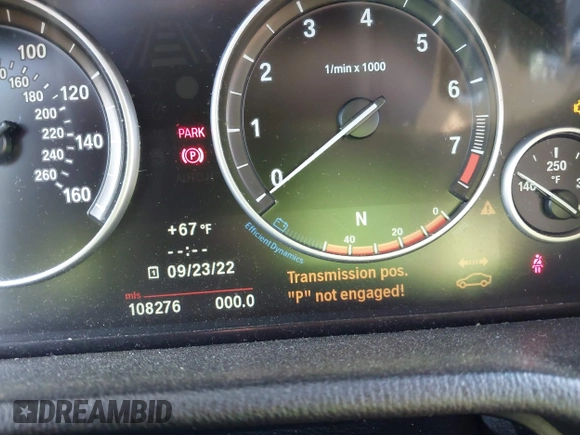 100
120
140
160
160
180
200
220
240
260
PARK
P
+67 °F
--:--
09/23/22
mls
108276 000.0
0
1
2
3
4
5
6
7
1/min x 1000
N
EfficientDynamics
40 20 0
Transmission pos.
"P" not engaged!
140
250
°F
DREAMBID